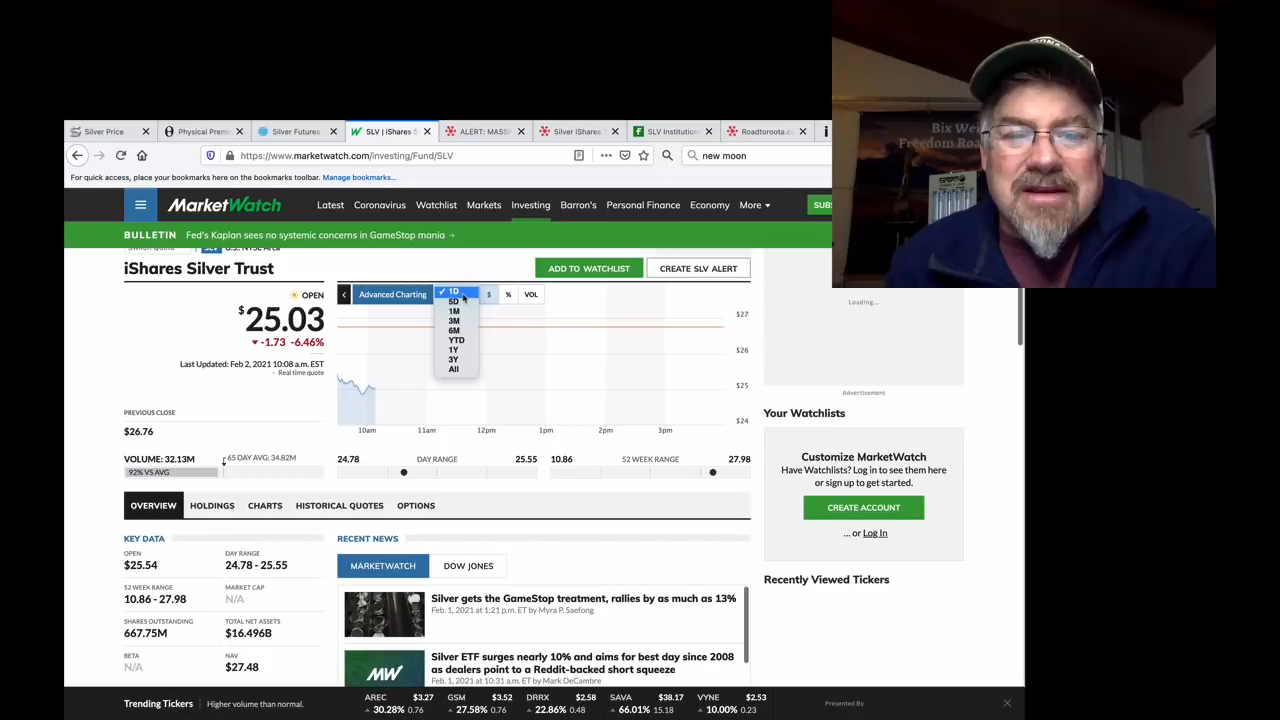 Silver Price
Physical Prem
Silver Futures
SLV | iShares S
ALERT: MASS
Silver iShares
SLV Institution
Roadtoroota.c
https://www.marketwatch.com/investing/Fund/SLV
new moon
For quick access, place your bookmarks here on the bookmarks toolbar. Manage bookmarks...
Bix Wei
Freedom Roa
MarketWatch
Latest Coronavirus Watchlist Markets Investing Barron's Personal Finance Economy More
SUBS
BULLETIN Fed's Kaplan sees no systemic concerns in GameStop mania →
iShares Silver Trust
ADD TO WATCHLIST
CREATE SLV ALERT
OPEN
$25.03
-1.73 -6.46%
Last Updated: Feb 2, 2021 10:08 a.m. EST
Real time quote
PREVIOUS CLOSE
$26.76
VOLUME: 32.13M
65 DAY AVG: 34.82M
92% VS AVG
Advanced Charting
✓ 1D
5D
1M
3M
6M
YTD
1Y
3Y
All
$ % VOL
$27
$26
$25
$24
10am 11am 12pm 1pm 2pm 3pm
24.78 DAY RANGE 25.55
10.86 52 WEEK RANGE 27.98
OVERVIEW HOLDINGS CHARTS HISTORICAL QUOTES OPTIONS
KEY DATA
OPEN
$25.54
DAY RANGE
24.78 - 25.55
52 WEEK RANGE
10.86 - 27.98
MARKET CAP
N/A
SHARES OUTSTANDING
667.75M
TOTAL NET ASSETS
$16.496B
BETA
N/A
NAV
$27.48
RECENT NEWS
MARKETWATCH
DOW JONES
Silver gets the GameStop treatment, rallies by as much as 13%
Feb. 1, 2021 at 1:21 p.m. ET by Myra P. Saefong
MW
Silver ETF surges nearly 10% and aims for best day since 2008
as dealers point to a Reddit-backed short squeeze
Feb. 1, 2021 at 10:31 a.m. ET by Mark DeCambre
Loading...
Advertisement
Your Watchlists
Customize MarketWatch
Have Watchlists? Log in to see them here
or sign up to get started.
CREATE ACCOUNT
... or Log In
Recently Viewed Tickers
Trending Tickers Higher volume than normal.
AREC $3.27
30.28% 0.76
GSM $3.52
27.58% 0.76
DRRX $2.58
22.86% 0.48
SAVA $38.17
66.01% 15.18
VYNE $2.53
10.00% 0.23
Presented By